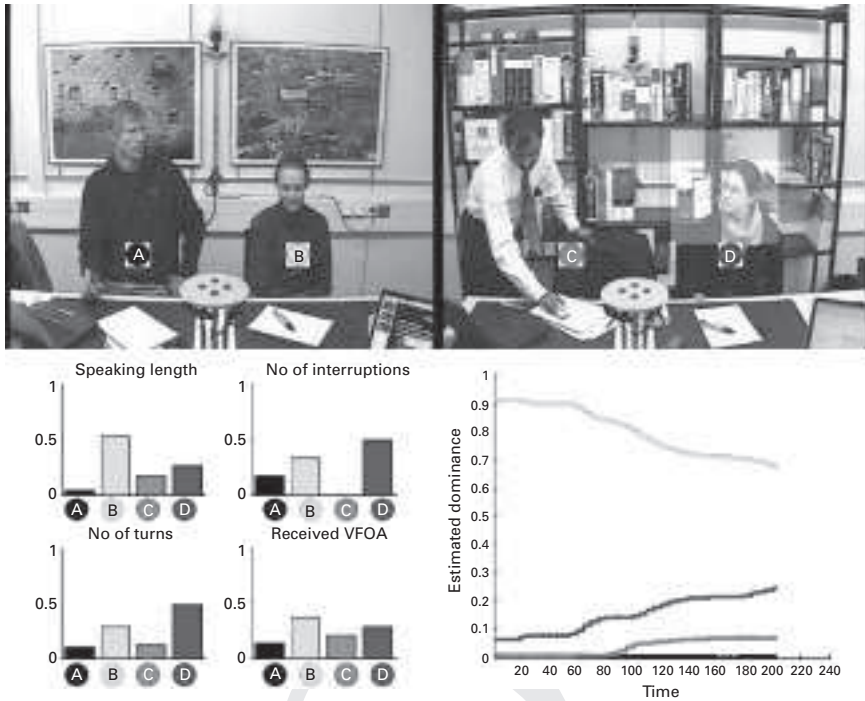 A
B
C
D
Speaking length
No of interruptions
1
0.5
0
A B C D
1
0.5
0
A B C D
No of turns
Received VFOA
1
0.5
0
A B C D
1
0.5
0
A B C D
Estimated dominance
1
0.9
0.8
0.7
0.6
0.5
0.4
0.3
0.2
0.1
0
20 40 60 80 100 120 140 160 180 200 220 240
Time